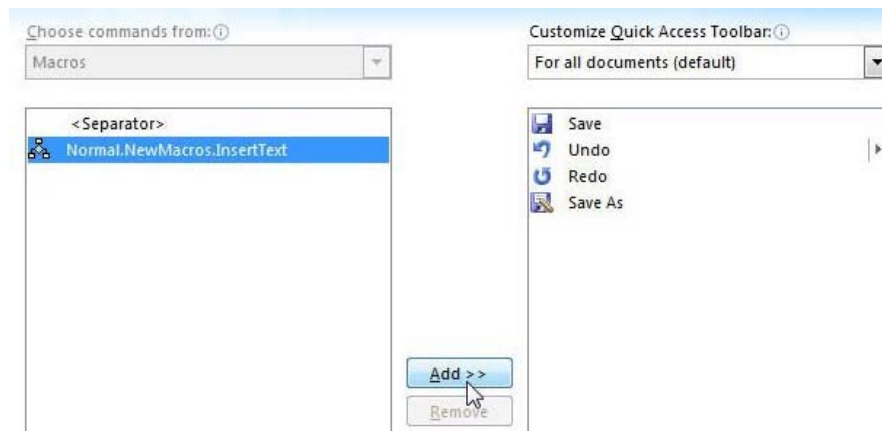 Choose commands from:
Macros
<Separator>
Normal.NewMacros.InsertText
Add >>
Remove
Customize Quick Access Toolbar:
For all documents (default)
Save
Undo
Redo
Save As